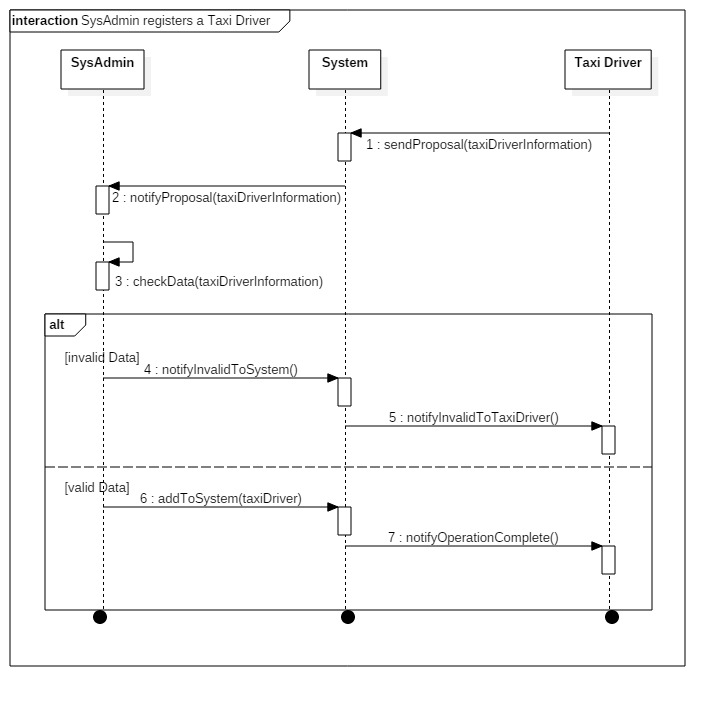 interaction SysAdmin registers a Taxi Driver
SysAdmin
System
Taxi Driver
1 : sendProposal(taxiDriverInformation)
2 : notifyProposal(taxiDriverInformation)
3 : checkData(taxiDriverInformation)
alt
[invalid Data]
4 : notifyInvalidToSystem()
5 : notifyInvalidToTaxiDriver()
[valid Data]
6 : addToSystem(taxiDriver)
7 : notifyOperationComplete()